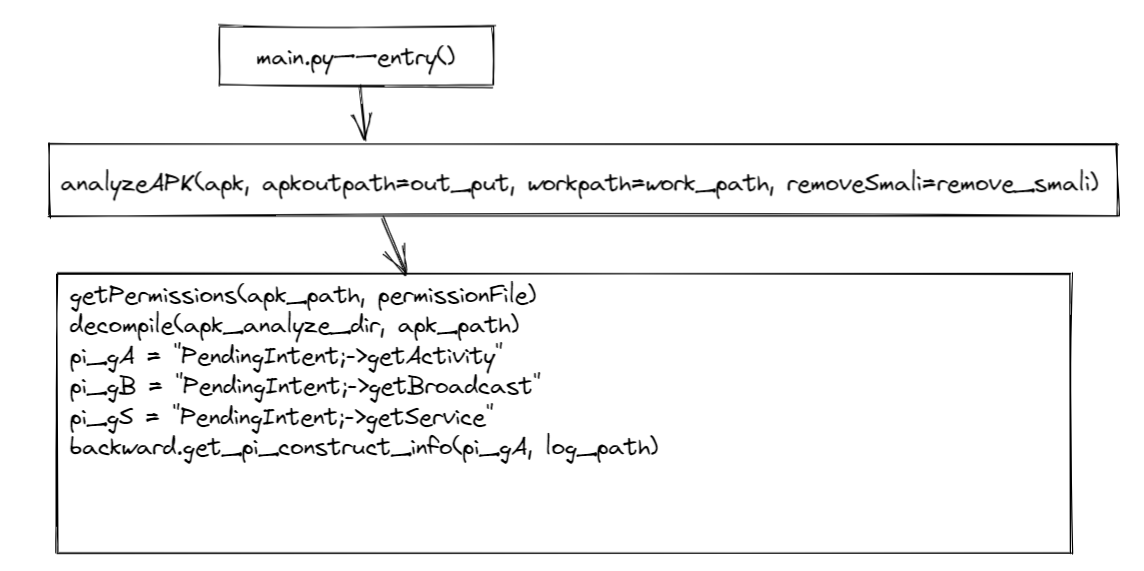 main.py——entry()
analyzeAPK(apk, apkoutpath=out_put, workpath=work_path, removeSmali=remove_smali)
getPermissions(apk_path, permissionFile)
decompile(apk_analyze_dir, apk_path)
pi_gA = "PendingIntent;->getActivity"
pi_gB = "PendingIntent;->getBroadcast"
pi_gS = "PendingIntent;->getService"
backward.get_pi_construct_info(pi_gA, log_path)